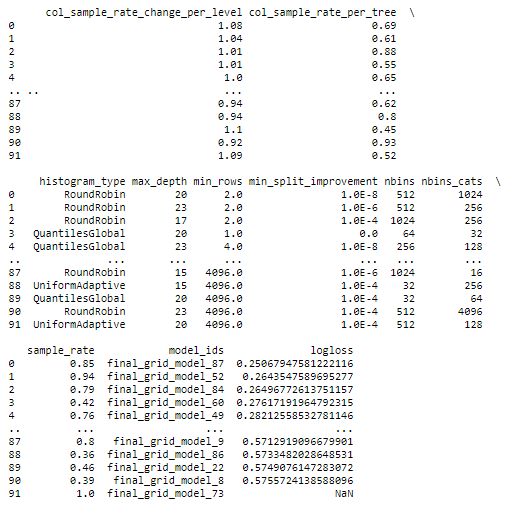 col_sample_rate_change_per_level col_sample_rate_per_tree \
0 1.08 0.69
1 1.04 0.61
2 1.01 0.88
3 1.01 0.55
4 1.0 0.65
.. .. ... ...
87 0.94 0.62
88 0.94 0.8
89 1.1 0.45
90 0.92 0.93
91 1.09 0.52
histogram_type max_depth min_rows min_split_improvement nbins nbins_cats \
0 RoundRobin 20 2.0 1.0E-8 512 1024
1 RoundRobin 23 2.0 1.0E-6 512 256
2 RoundRobin 17 2.0 1.0E-4 1024 256
3 QuantilesGlobal 20 1.0 0.0 64 32
4 QuantilesGlobal 23 4.0 1.0E-8 256 128
.. ... ... ... ... ... ...
87 RoundRobin 15 4096.0 1.0E-6 1024 16
88 UniformAdaptive 15 4096.0 1.0E-4 32 256
89 QuantilesGlobal 20 4096.0 1.0E-4 32 64
90 RoundRobin 23 4096.0 1.0E-4 512 4096
91 UniformAdaptive 20 4096.0 1.0E-4 512 128
sample_rate model_ids logloss
0 0.85 final_grid_model_87 0.25067947581222116
1 0.94 final_grid_model_52 0.2643547589695277
2 0.79 final_grid_model_84 0.26496772613751157
3 0.42 final_grid_model_60 0.27617191964792315
4 0.76 final_grid_model_49 0.28212558532781146
.. ... ... ...
87 0.8 final_grid_model_9 0.5712919096679901
88 0.36 final_grid_model_86 0.5733482028648531
89 0.46 final_grid_model_22 0.5749076147283072
90 0.39 final_grid_model_8 0.5755724138588096
91 1.0 final_grid_model_73 NaN